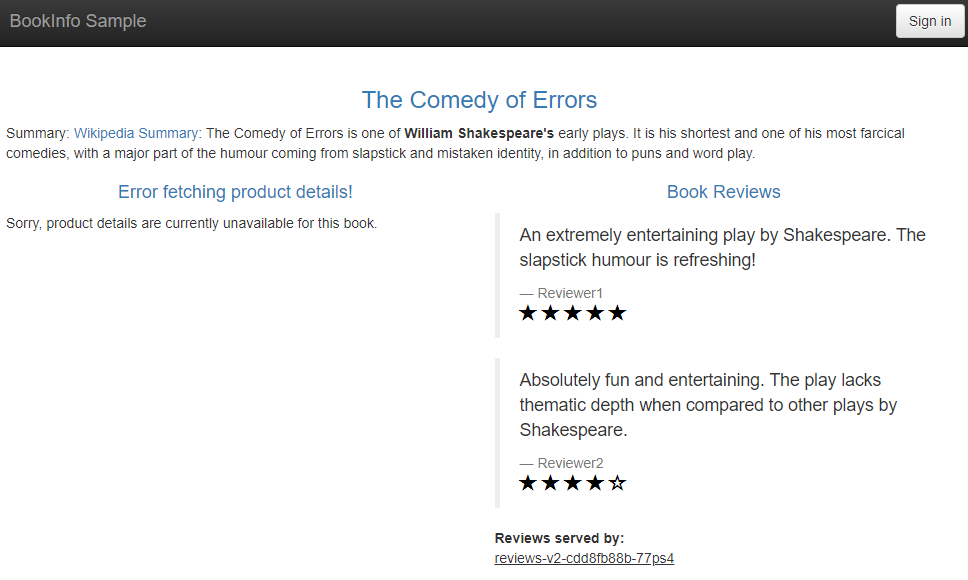 BookInfo Sample
Sign in
The Comedy of Errors
Summary: Wikipedia Summary: The Comedy of Errors is one of William Shakespeare's early plays. It is his shortest and one of his most farcical
comedies, with a major part of the humour coming from slapstick and mistaken identity, in addition to puns and word play.
Error fetching product details!
Sorry, product details are currently unavailable for this book.
Book Reviews
An extremely entertaining play by Shakespeare. The
slapstick humour is refreshing!
— Reviewer1
★★★★★
Absolutely fun and entertaining. The play lacks
thematic depth when compared to other plays by
Shakespeare.
— Reviewer2
★★★★☆
Reviews served by:
reviews-v2-cdd8fb88b-77ps4